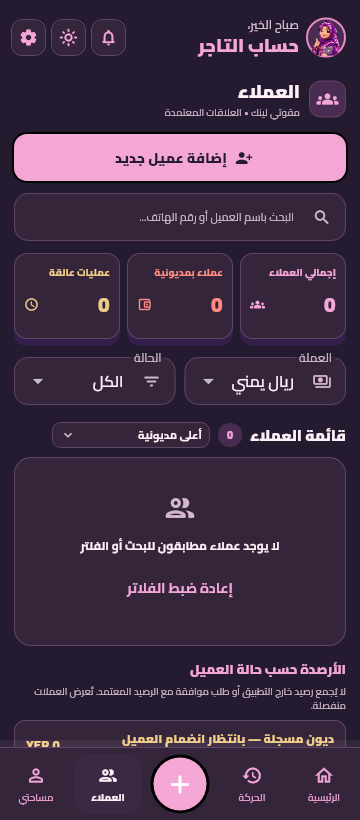 صباح الخير،
حساب التاجر
العملاء
مقوتي لينك • العلاقات المعتمدة
إضافة عميل جديد
البحث باسم العميل أو رقم الهاتف...
إجمالي العملاء
0
عملاء بمديونية
0
عمليات عالقة
0
العملة
ريال يمني
الحالة
الكل
قائمة العملاء
0
أعلى مديونية
لا يوجد عملاء مطابقون للبحث أو الفلتر
إعادة ضبط الفلاتر
الأرصدة حسب حالة العميل
لا يُجمع رصيد خارج التطبيق أو طلب موافقة مع الرصيد المعتمد. تُعرض العملات
منفصلة.
ديون مسجلة — بانتظار انضمام العميل
YER 0
الرئيسية
الحركة
العملاء
مساحتي